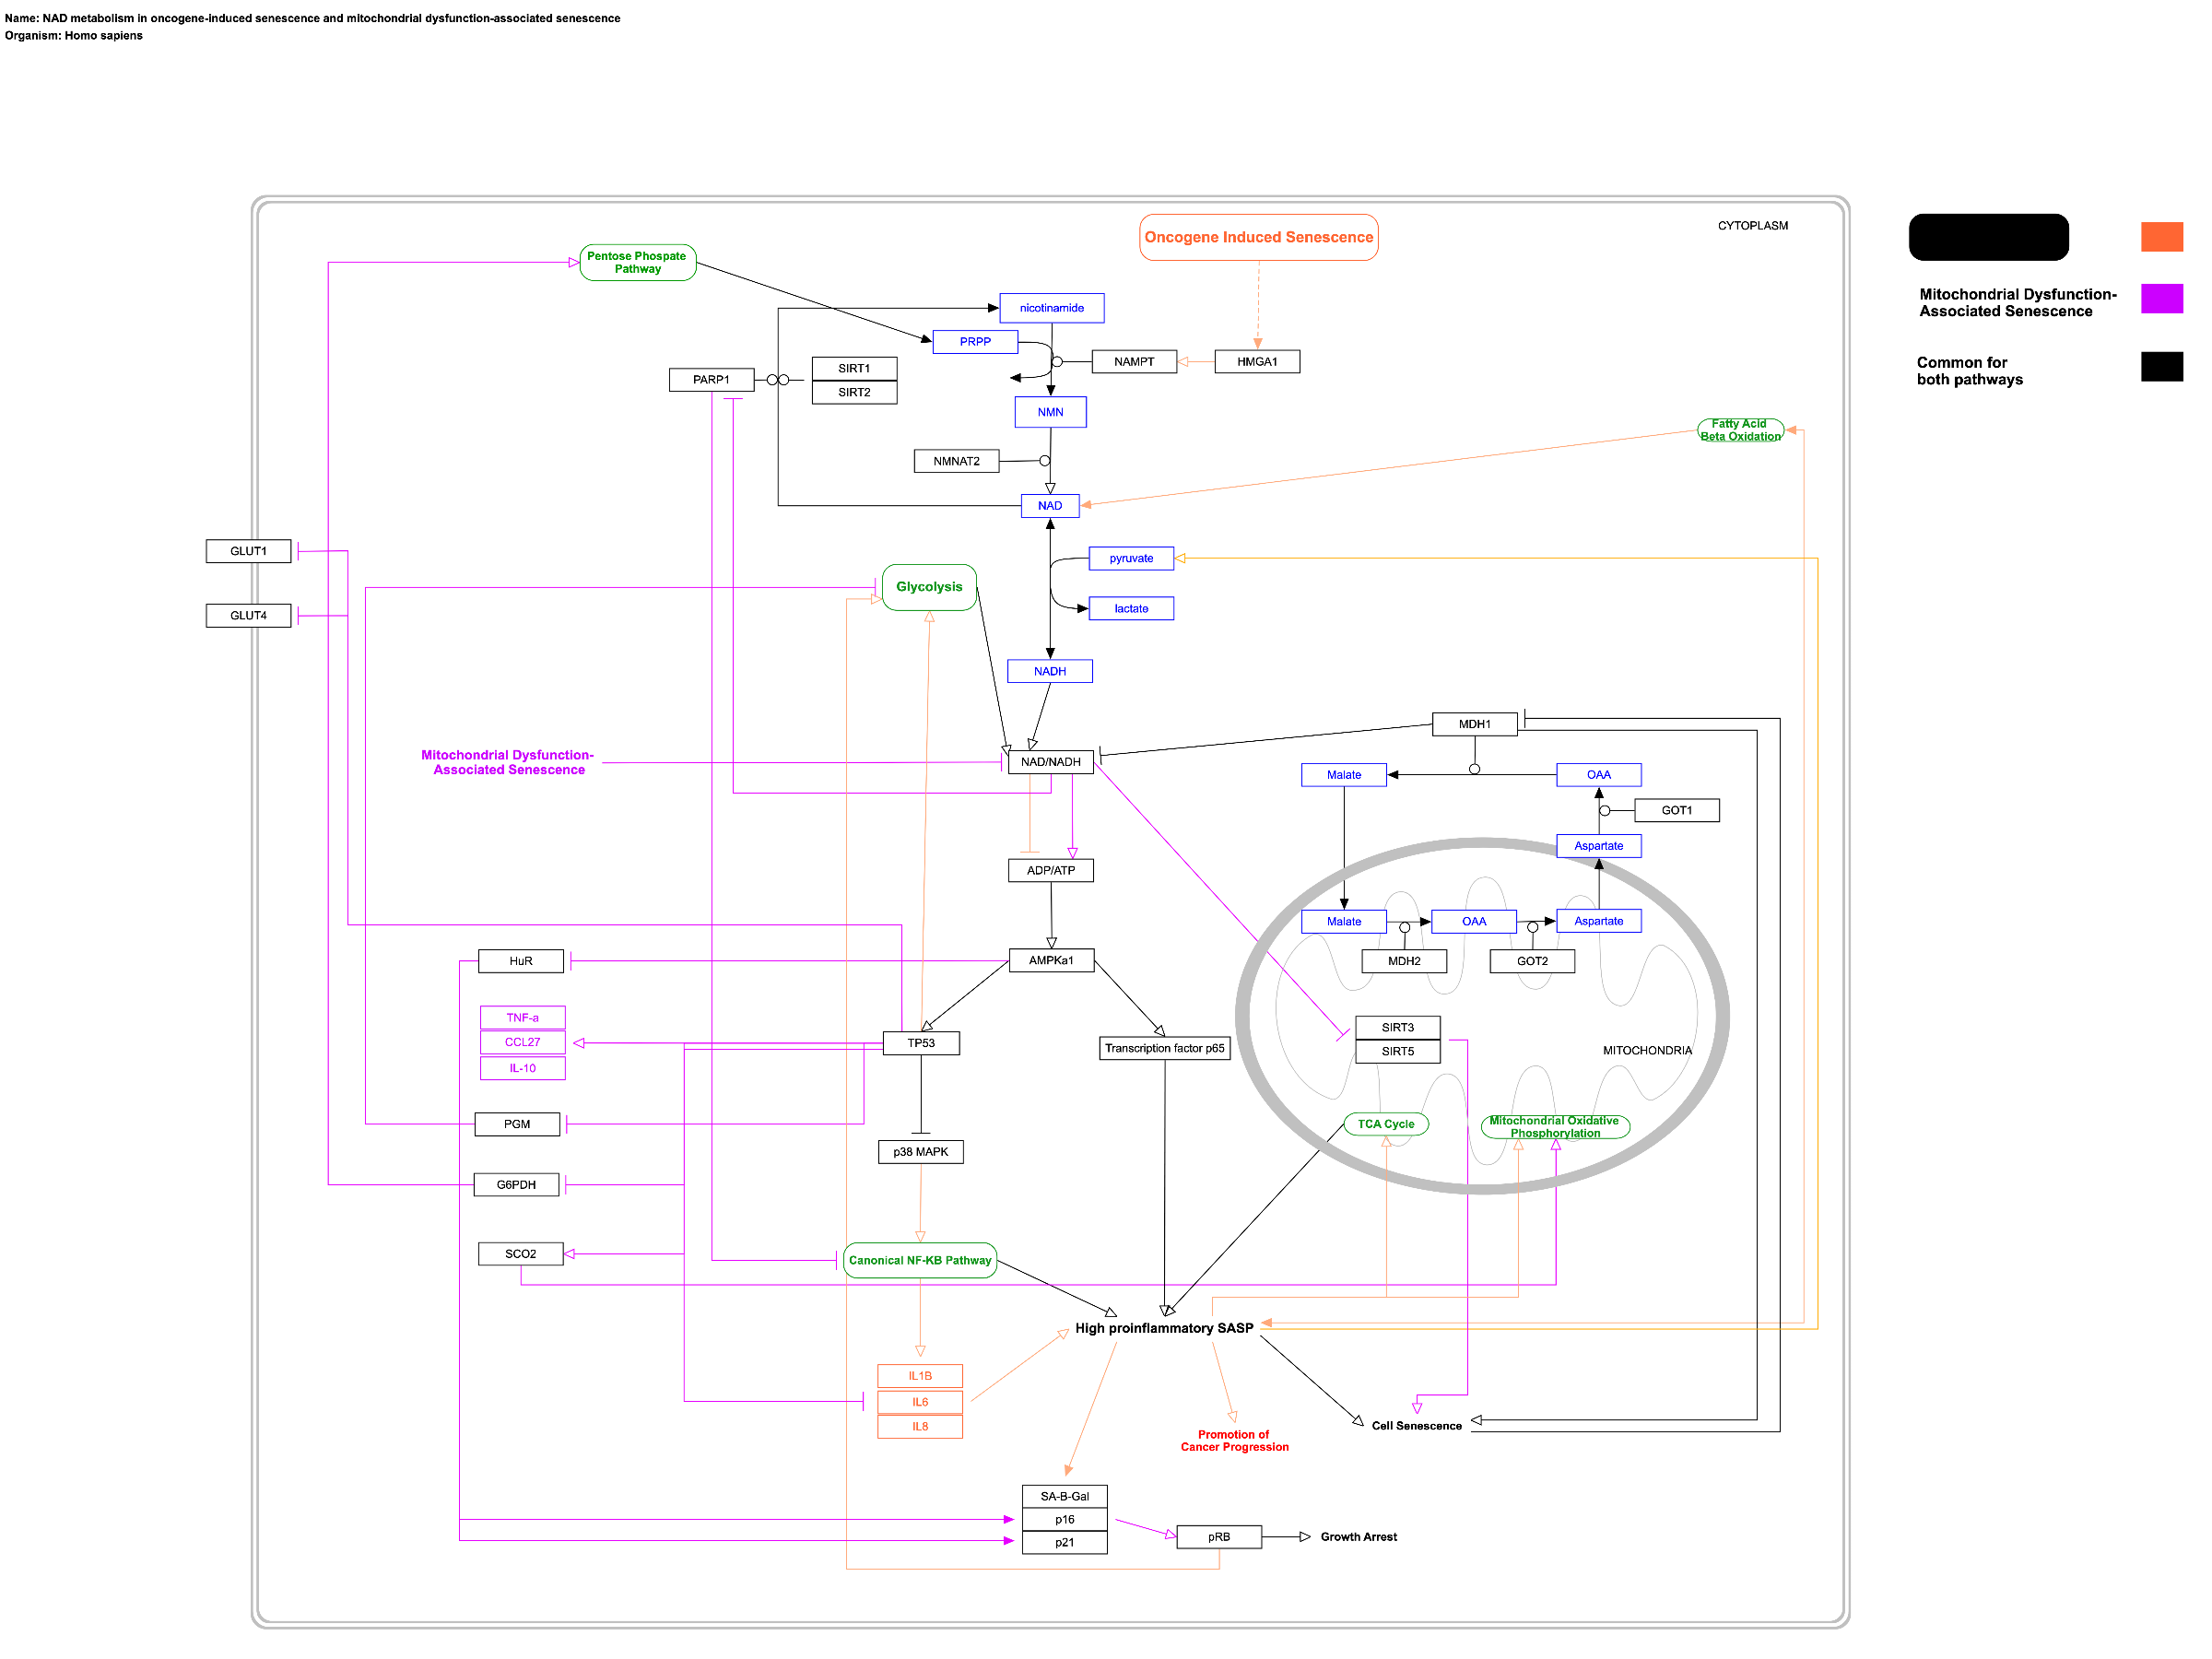 Name: NAD metabolism in oncogene-induced senescence and mitochondrial dysfunction-associated senescence
Organism: Homo sapiens
CYTOPLASM
Oncogene Induced Senescence
Pentose Phospate
Pathway
nicotinamide
PRPP
NAMPT
HMGA1
PARP1
SIRT1
SIRT2
NMN
Fatty Acid
Beta Oxidation
NMNAT2
NAD
GLUT1
pyruvate
Glycolysis
GLUT4
lactate
NADH
MDH1
Mitochondrial Dysfunction-
Associated Senescence
NAD/NADH
Malate
OAA
GOT1
Aspartate
ADP/ATP
Malate
OAA
Aspartate
HuR
AMPKa1
MDH2
GOT2
TNF-a
CCL27
IL-10
TP53
Transcription factor p65
SIRT3
SIRT5
MITOCHONDRIA
PGM
p38 MAPK
TCA Cycle
Mitochondrial Oxidative
Phosphorylation
G6PDH
SCO2
Canonical NF-KB Pathway
High proinflammatory SASP
IL1B
IL6
IL8
Promotion of
Cancer Progression
Cell Senescence
SA-B-Gal
p16
p21
pRB
Growth Arrest
Mitochondrial Dysfunction-
Associated Senescence
Common for
both pathways